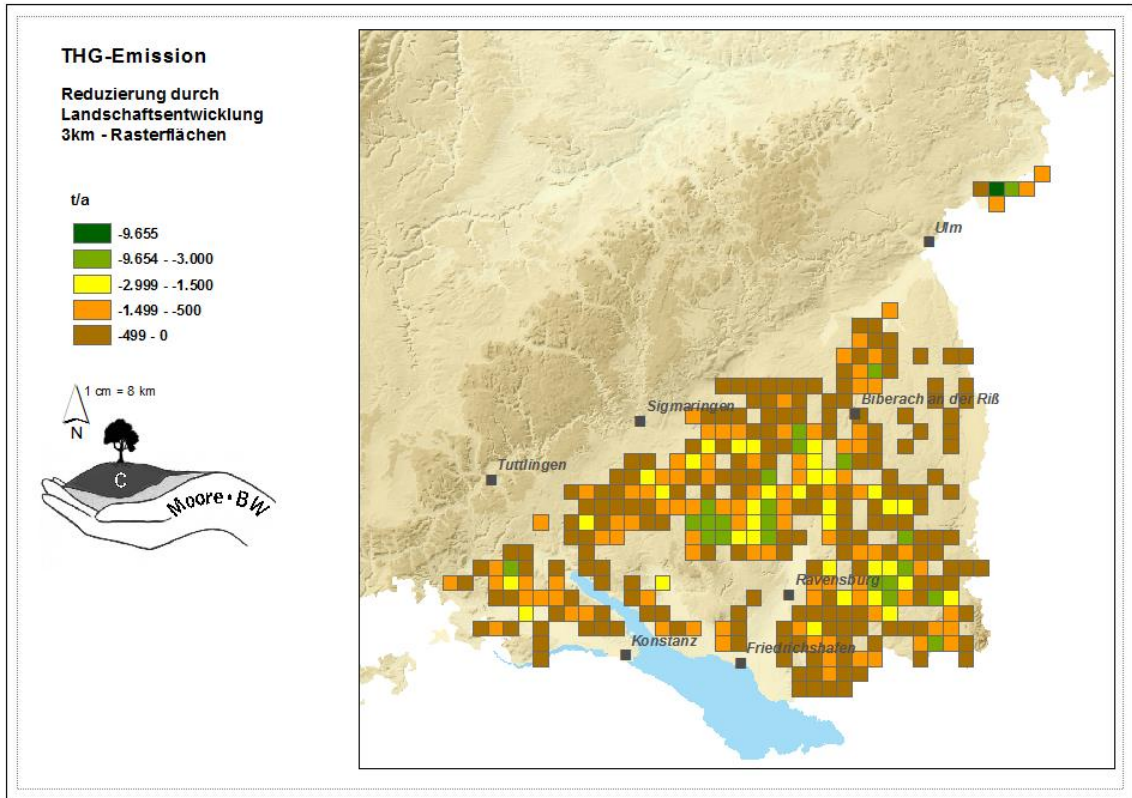 THG-Emission
Reduzierung durch
Landschaftsentwicklung
3km - Rasterflächen
t/a
-9.655
-9.654 - -3.000
-2.999 - -1.500
-1.499 - -500
-499 - 0
1 cm = 8 km
N
C
Moore•BW
Ulm
Biberach an der Riß
Sigmaringen
Tuttlingen
Ravensburg
Konstanz
Friedrichshafen